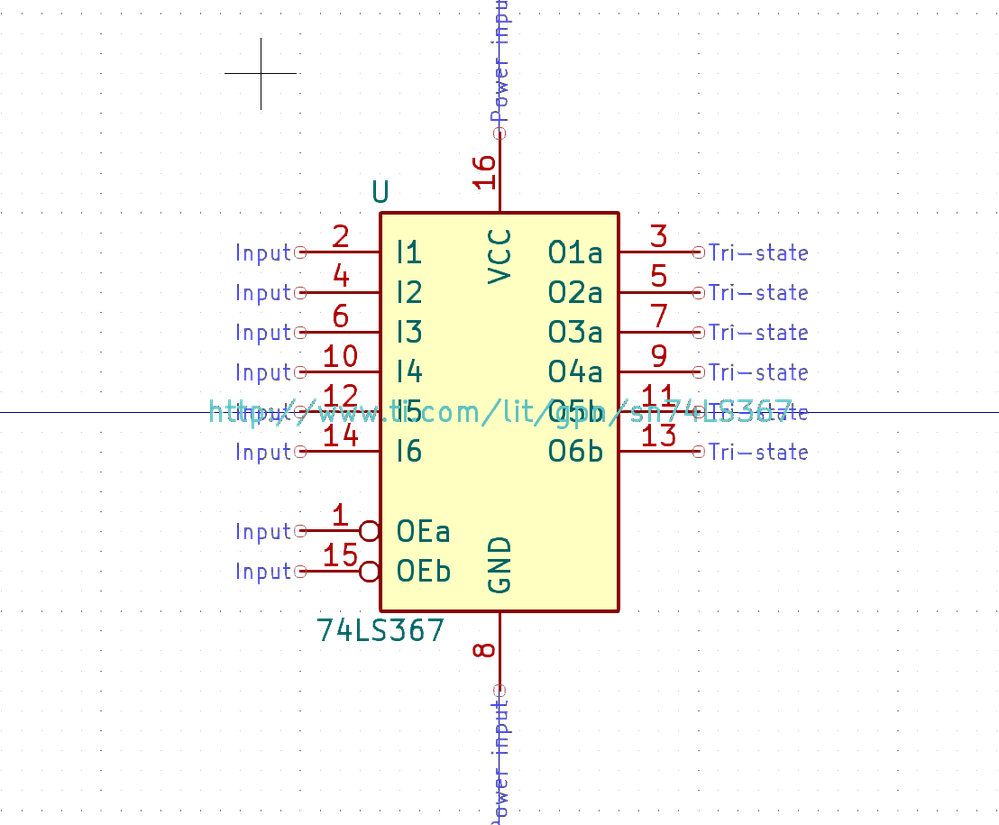 Power inpu
16
U
VCC
Input 2 I1 O1a 3 Tri-state
Input 4 I2 O2a 5 Tri-state
Input 6 I3 O3a 7 Tri-state
Input 10 I4 O4a 9 Tri-state
Input 12 I5 O5b 11 Tri-state
http://www.ti.com/lit/gpn/sn74LS367
Input 14 I6 O6b 13 Tri-state
Input 1 OEa
Input 15 OEb
GND
74LS367
8
Power input